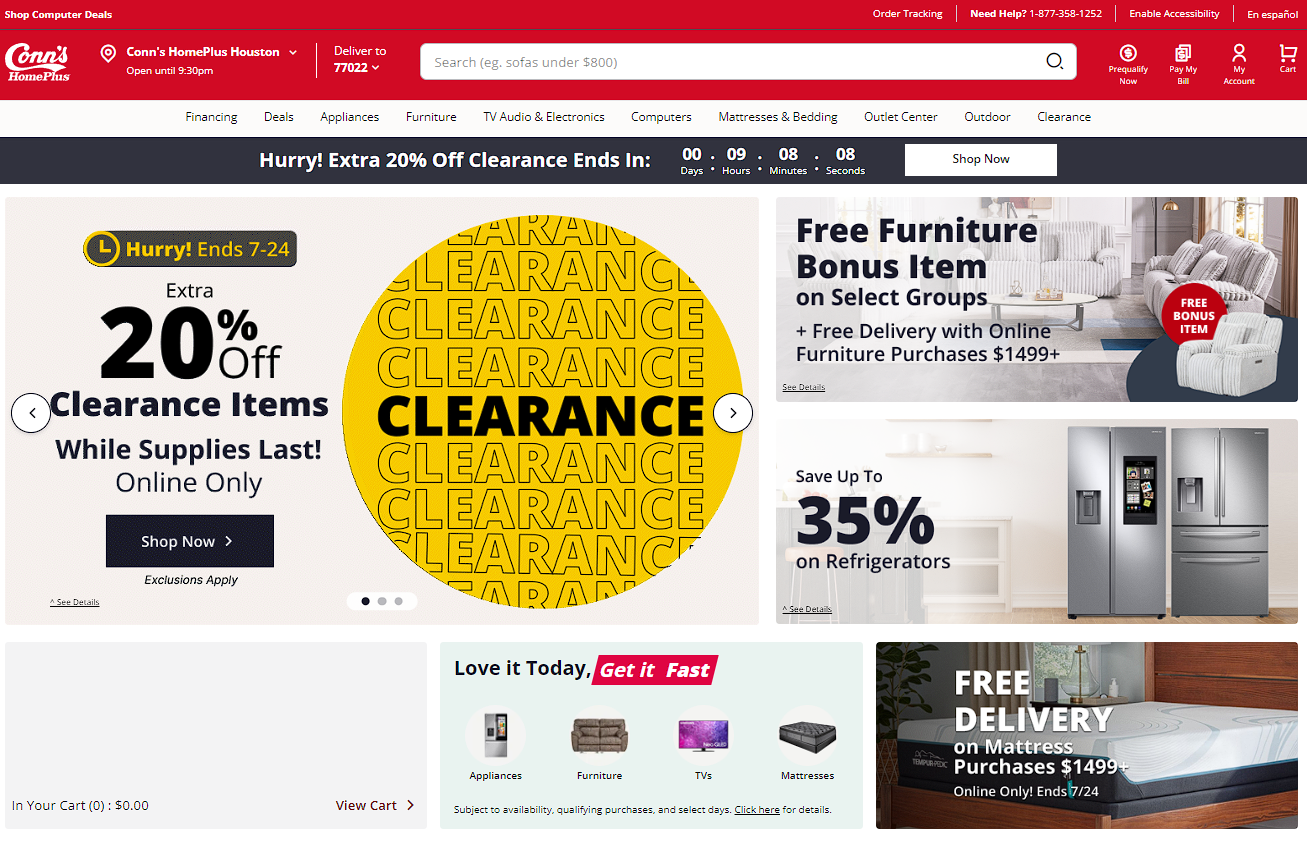 Shop Computer Deals
Order Tracking
Need Help? 1-877-358-1252
Enable Accessibility
En español
Conn's
HomePlus
Conn's HomePlus Houston
Open until 9:30pm
Deliver to
77022
Search (eg. sofas under $800)
Prequalify
Now
Pay My
Bill
My
Account
Cart
Financing
Deals
Appliances
Furniture
TV Audio & Electronics
Computers
Mattresses & Bedding
Outlet Center
Outdoor
Clearance
Hurry! Extra 20% Off Clearance Ends In:
00 : 09 : 08 : 08
Days Hours Minutes Seconds
Shop Now
Hurry! Ends 7-24
Extra
20% Off
Clearance Items
While Supplies Last!
Online Only
Shop Now
Exclusions Apply
^ See Details
CLEARANCE
CLEARANCE
CLEARANCE
CLEARANCE
CLEARANCE
CLEARANCE
CLEARANCE
CLEARANCE
CLEARANCE
Free Furniture
Bonus Item
on Select Groups
+ Free Delivery with Online
Furniture Purchases $1499+
See Details
FREE
BONUS
ITEM
Save Up To
35%
on Refrigerators
^ See Details
In Your Cart (0) : $0.00
View Cart
Love it Today, Get it Fast
Appliances
Furniture
TVs
Mattresses
Subject to availability, qualifying purchases, and select days. Click here for details.
FREE
DELIVERY
on Mattress
Purchases $1499+
Online Only! Ends 7/24
TEMPUR-PEDIC